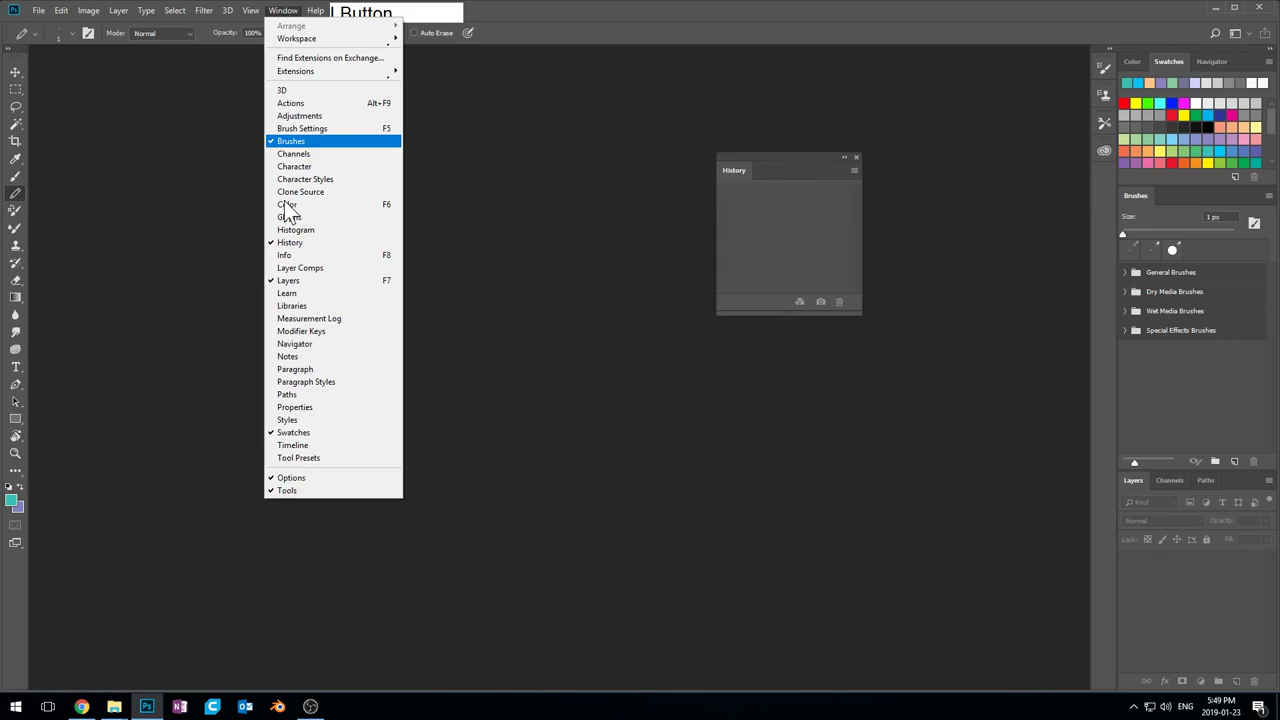 Ps File Edit Image Layer Type Select Filter 3D View Window Help
l Button
1 Mode: Normal Opacity: 100% Auto Erase
Arrange
Workspace
Find Extensions on Exchange...
Extensions
3D
Actions Alt+F9
Adjustments
Brush Settings F5
Brushes
Channels
Character
Character Styles
Clone Source
Color F6
Histogram
History
Info F8
Layer Comps
Layers F7
Learn
Libraries
Measurement Log
Modifier Keys
Navigator
Notes
Paragraph
Paragraph Styles
Paths
Properties
Styles
Swatches
Timeline
Tool Presets
Options
Tools
History
Color Swatches Navigator
Brushes
Size: 1 px
General Brushes
Dry Media Brushes
Wet Media Brushes
Special Effects Brushes
Layers Channels Paths
Kind
Normal Opacity:
Lock: Fill:
ENG
5:49 PM
2019-01-23